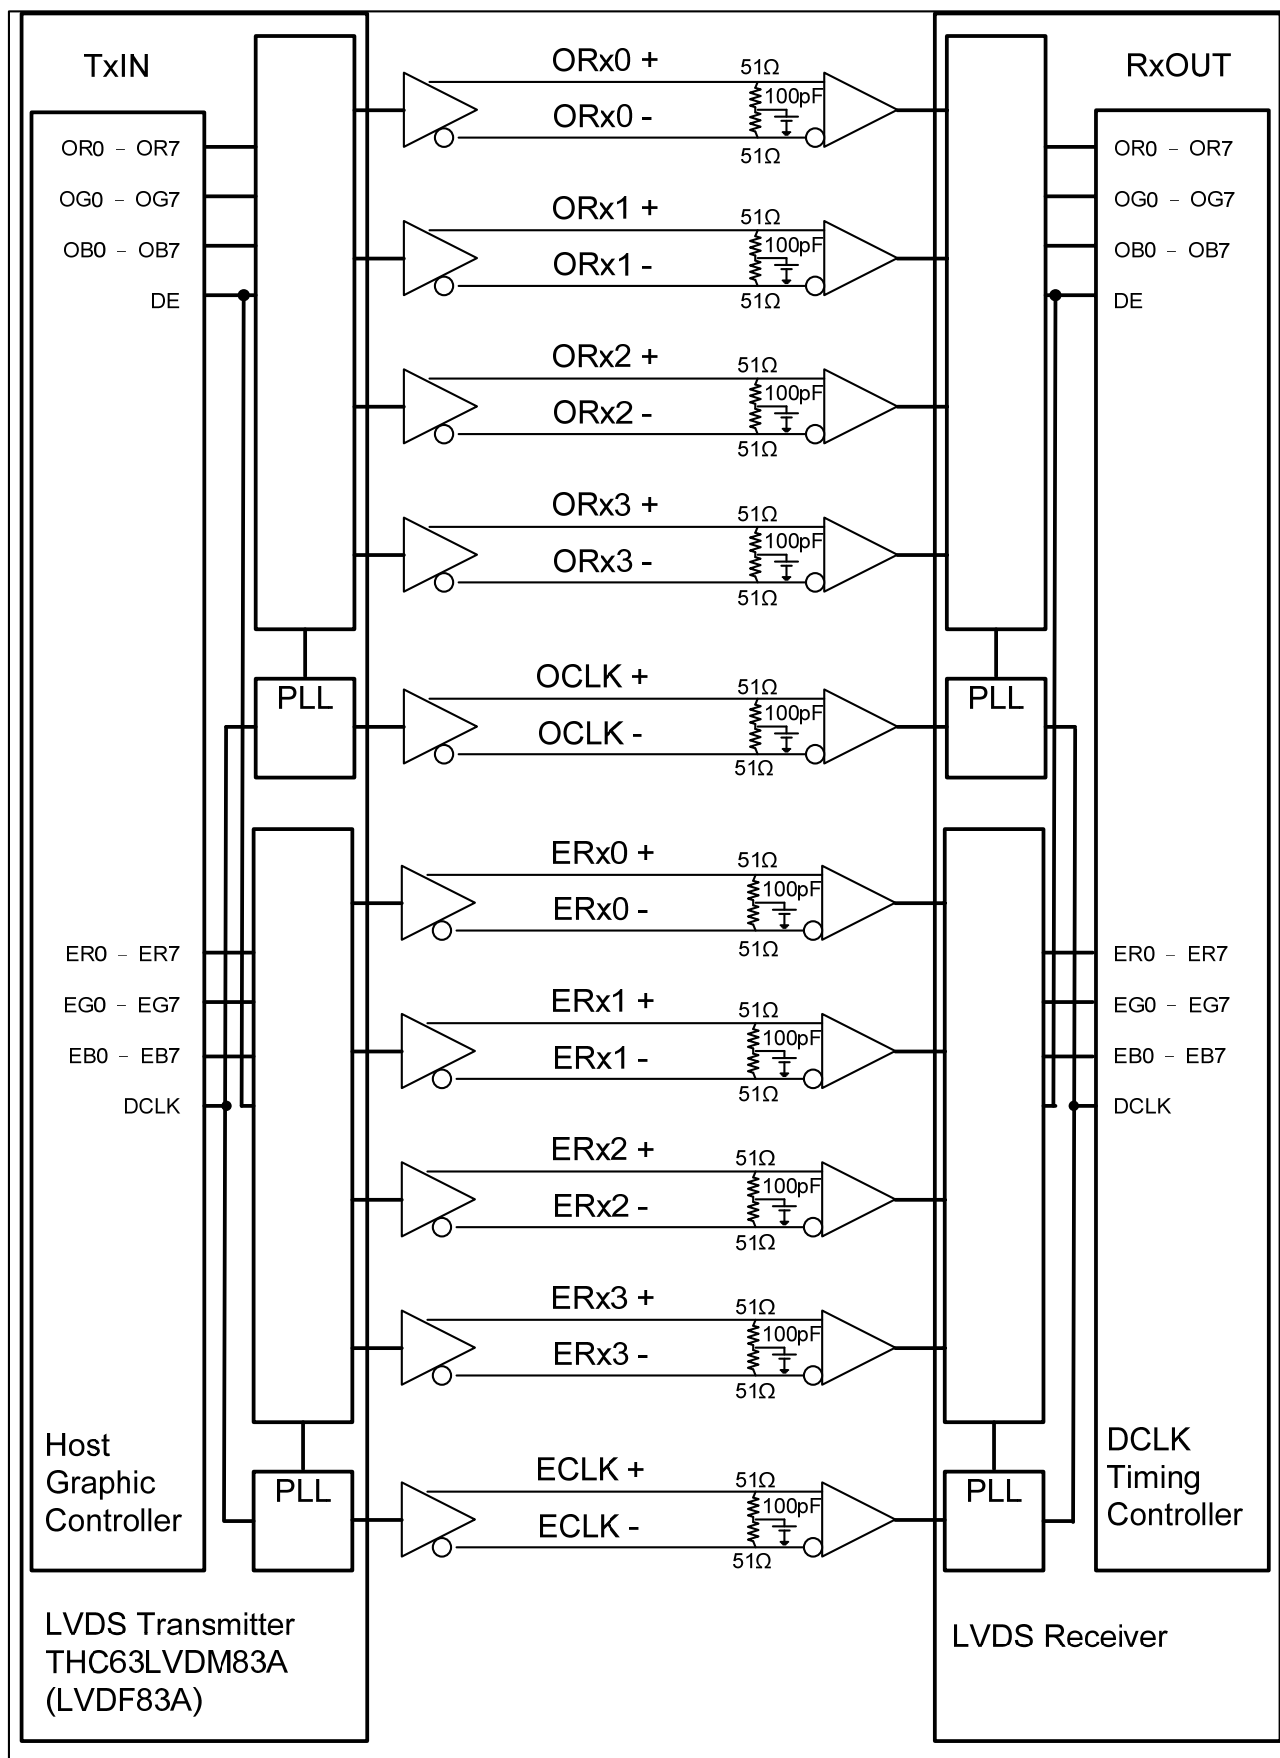 TxIN
RxOUT
ORx0 +
51Ω
100pF
ORx0 -
51Ω
OR0 – OR7
OR0 – OR7
OG0 – OG7
OG0 – OG7
ORx1 +
51Ω
100pF
OB0 – OB7
OB0 – OB7
ORx1 -
51Ω
DE
DE
ORx2 +
51Ω
100pF
ORx2 -
51Ω
ORx3 +
51Ω
100pF
ORx3 -
51Ω
OCLK +
51Ω
PLL
100pF
PLL
OCLK -
51Ω
ERx0 +
51Ω
100pF
ERx0 -
51Ω
ER0 – ER7
ER0 – ER7
EG0 – EG7
EG0 – EG7
ERx1 +
51Ω
100pF
EB0 – EB7
EB0 – EB7
ERx1 -
51Ω
DCLK
DCLK
ERx2 +
51Ω
100pF
ERx2 -
51Ω
ERx3 +
51Ω
100pF
ERx3 -
51Ω
Host
Graphic
Controller
DCLK
Timing
Controller
ECLK +
51Ω
PLL
100pF
PLL
ECLK -
51Ω
LVDS Transmitter
THC63LVDM83A
(LVDF83A)
LVDS Receiver